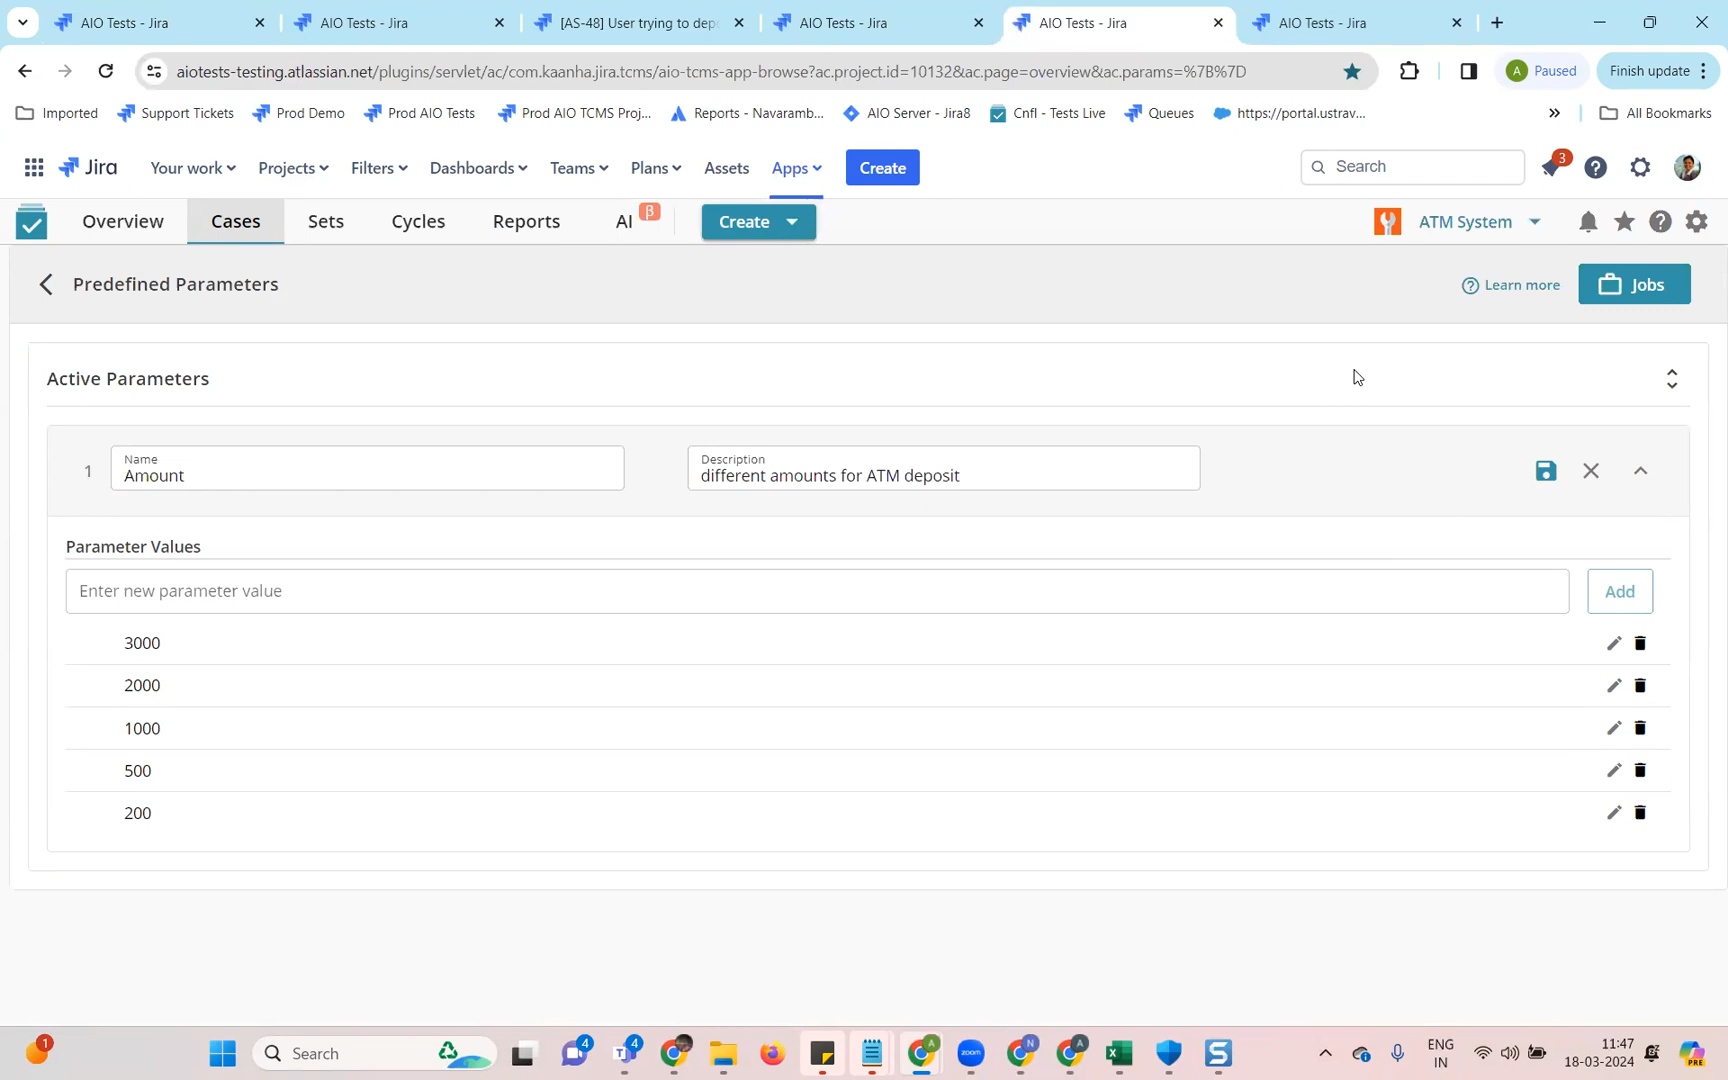 AIO Tests - Jira
AIO Tests - Jira
[AS-48] User trying to dep
AIO Tests - Jira
AIO Tests - Jira
AIO Tests - Jira
aiotests-testing.atlassian.net/plugins/servlet/ac/com.kaanha.jira.tcms/aio-tcms-app-browse?ac.project.id=10132&ac.page=overview&ac.params=%7B%7D
A Paused
Finish update
Imported
Support Tickets
Prod Demo
Prod AIO Tests
Prod AIO TCMS Proj...
Reports - Navaramb...
AIO Server - Jira8
Cnfl - Tests Live
Queues
https://portal.ustrav...
All Bookmarks
Jira
Your work
Projects
Filters
Dashboards
Teams
Plans
Assets
Apps
Create
Search
3
Overview
Cases
Sets
Cycles
Reports
AI β
Create
ATM System
Predefined Parameters
Learn more
Jobs
Active Parameters
1
Name
Amount
Description
different amounts for ATM deposit
Parameter Values
Enter new parameter value
Add
3000
2000
1000
500
200
1
Search
4
4
A
zoom
N
A
S
ENG
IN
11:47
18-03-2024
PRE